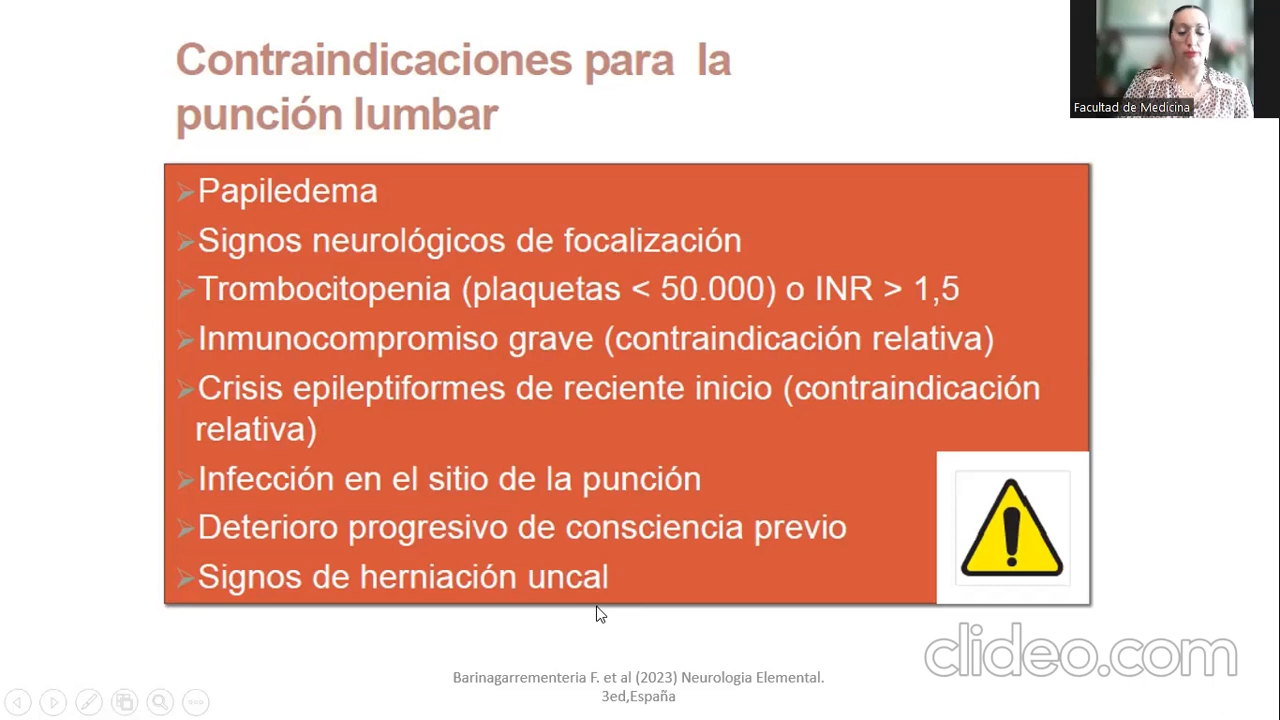 Contraindicaciones para la
punción lumbar
Facultad de Medicina
Papiledema
Signos neurológicos de focalización
Trombocitopenia (plaquetas < 50.000) o INR > 1,5
Inmunocompromiso grave (contraindicación relativa)
Crisis epileptiformes de reciente inicio (contraindicación
relativa)
Infección en el sitio de la punción
Deterioro progresivo de consciencia previo
Signos de herniación uncal
clideo.com
Barinagarrementeria F. et al (2023) Neurologia Elemental.
3ed,España